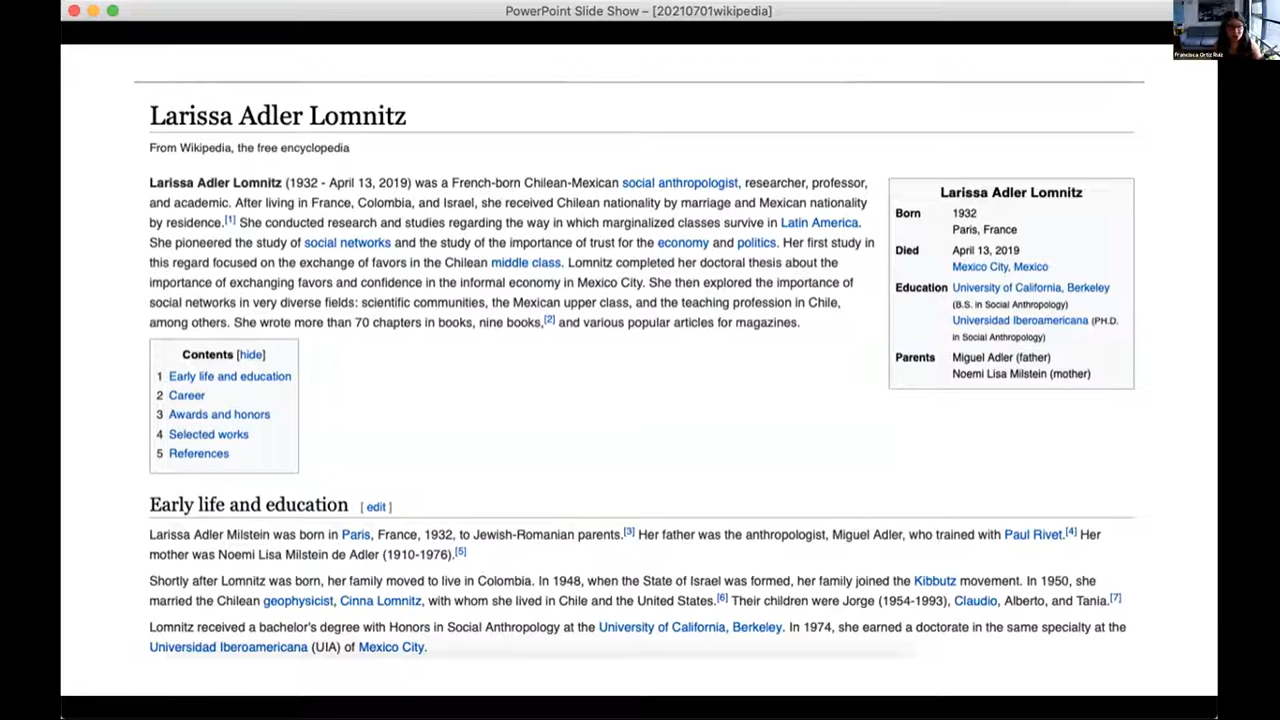 PowerPoint Slide Show – [20210701wikipedia]
Francisca Ortiz Ruiz
Larissa Adler Lomnitz
From Wikipedia, the free encyclopedia
Larissa Adler Lomnitz (1932 - April 13, 2019) was a French-born Chilean-Mexican social anthropologist, researcher, professor,
and academic. After living in France, Colombia, and Israel, she received Chilean nationality by marriage and Mexican nationality
by residence.[1] She conducted research and studies regarding the way in which marginalized classes survive in Latin America.
She pioneered the study of social networks and the study of the importance of trust for the economy and politics. Her first study in
this regard focused on the exchange of favors in the Chilean middle class. Lomnitz completed her doctoral thesis about the
importance of exchanging favors and confidence in the informal economy in Mexico City. She then explored the importance of
social networks in very diverse fields: scientific communities, the Mexican upper class, and the teaching profession in Chile,
among others. She wrote more than 70 chapters in books, nine books,[2] and various popular articles for magazines.
Larissa Adler Lomnitz
Born 1932
Paris, France
Died April 13, 2019
Mexico City, Mexico
Education University of California, Berkeley
(B.S. in Social Anthropology)
Universidad Iberoamericana (PH.D.
in Social Anthropology)
Parents Miguel Adler (father)
Noemi Lisa Milstein (mother)
Contents [hide]
1 Early life and education
2 Career
3 Awards and honors
4 Selected works
5 References
Early life and education [ edit ]
Larissa Adler Milstein was born in Paris, France, 1932, to Jewish-Romanian parents.[3] Her father was the anthropologist, Miguel Adler, who trained with Paul Rivet.[4] Her
mother was Noemi Lisa Milstein de Adler (1910-1976).[5]
Shortly after Lomnitz was born, her family moved to live in Colombia. In 1948, when the State of Israel was formed, her family joined the Kibbutz movement. In 1950, she
married the Chilean geophysicist, Cinna Lomnitz, with whom she lived in Chile and the United States.[6] Their children were Jorge (1954-1993), Claudio, Alberto, and Tania.[7]
Lomnitz received a bachelor's degree with Honors in Social Anthropology at the University of California, Berkeley. In 1974, she earned a doctorate in the same specialty at the
Universidad Iberoamericana (UIA) of Mexico City.